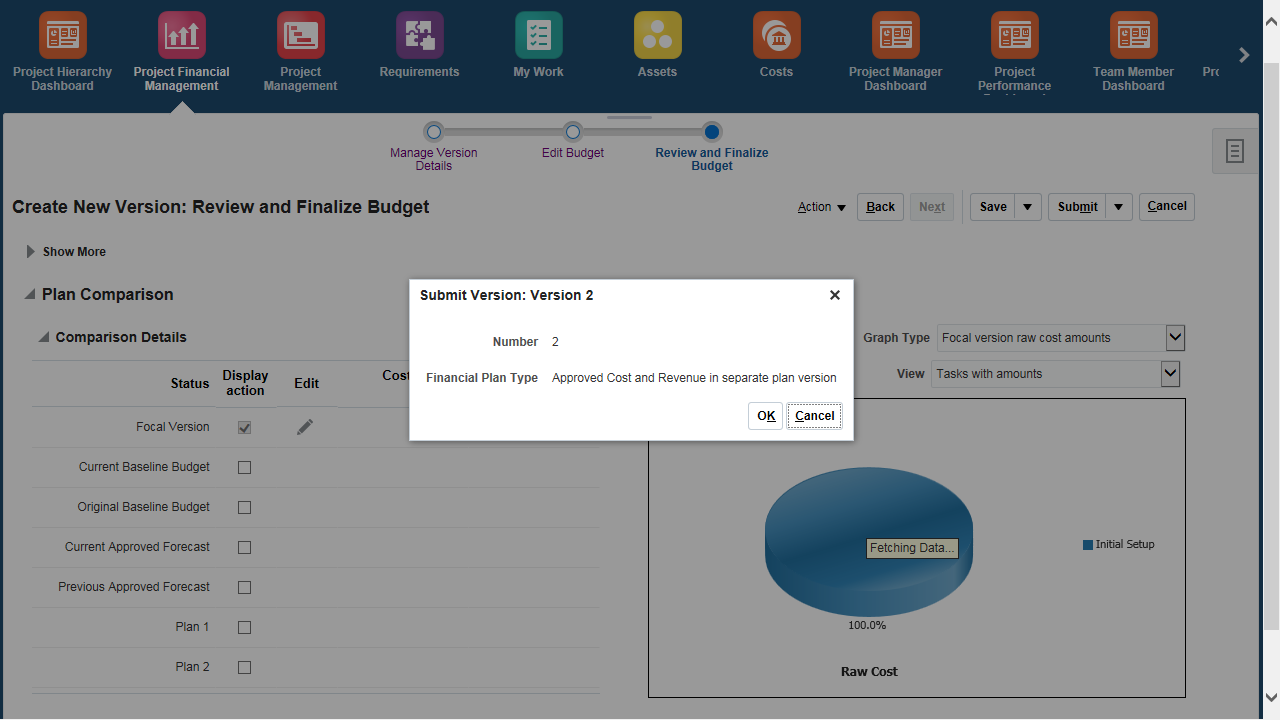 Project Hierarchy
Dashboard
Project Financial
Management
Project
Management
Requirements
My Work
Assets
Costs
Project Manager
Dashboard
Project
Performance
Team Member
Dashboard
Manage Version
Details
Edit Budget
Review and Finalize
Budget
Create New Version: Review and Finalize Budget
Action
Back
Next
Save
Submit
Cancel
Show More
Plan Comparison
Comparison Details
Status
Display
action
Edit
Cost
Focal Version
Current Baseline Budget
Original Baseline Budget
Current Approved Forecast
Previous Approved Forecast
Plan 1
Plan 2
Submit Version: Version 2
Number 2
Financial Plan Type Approved Cost and Revenue in separate plan version
OK
Cancel
Graph Type Focal version raw cost amounts
View Tasks with amounts
Fetching Data...
Initial Setup
100.0%
Raw Cost